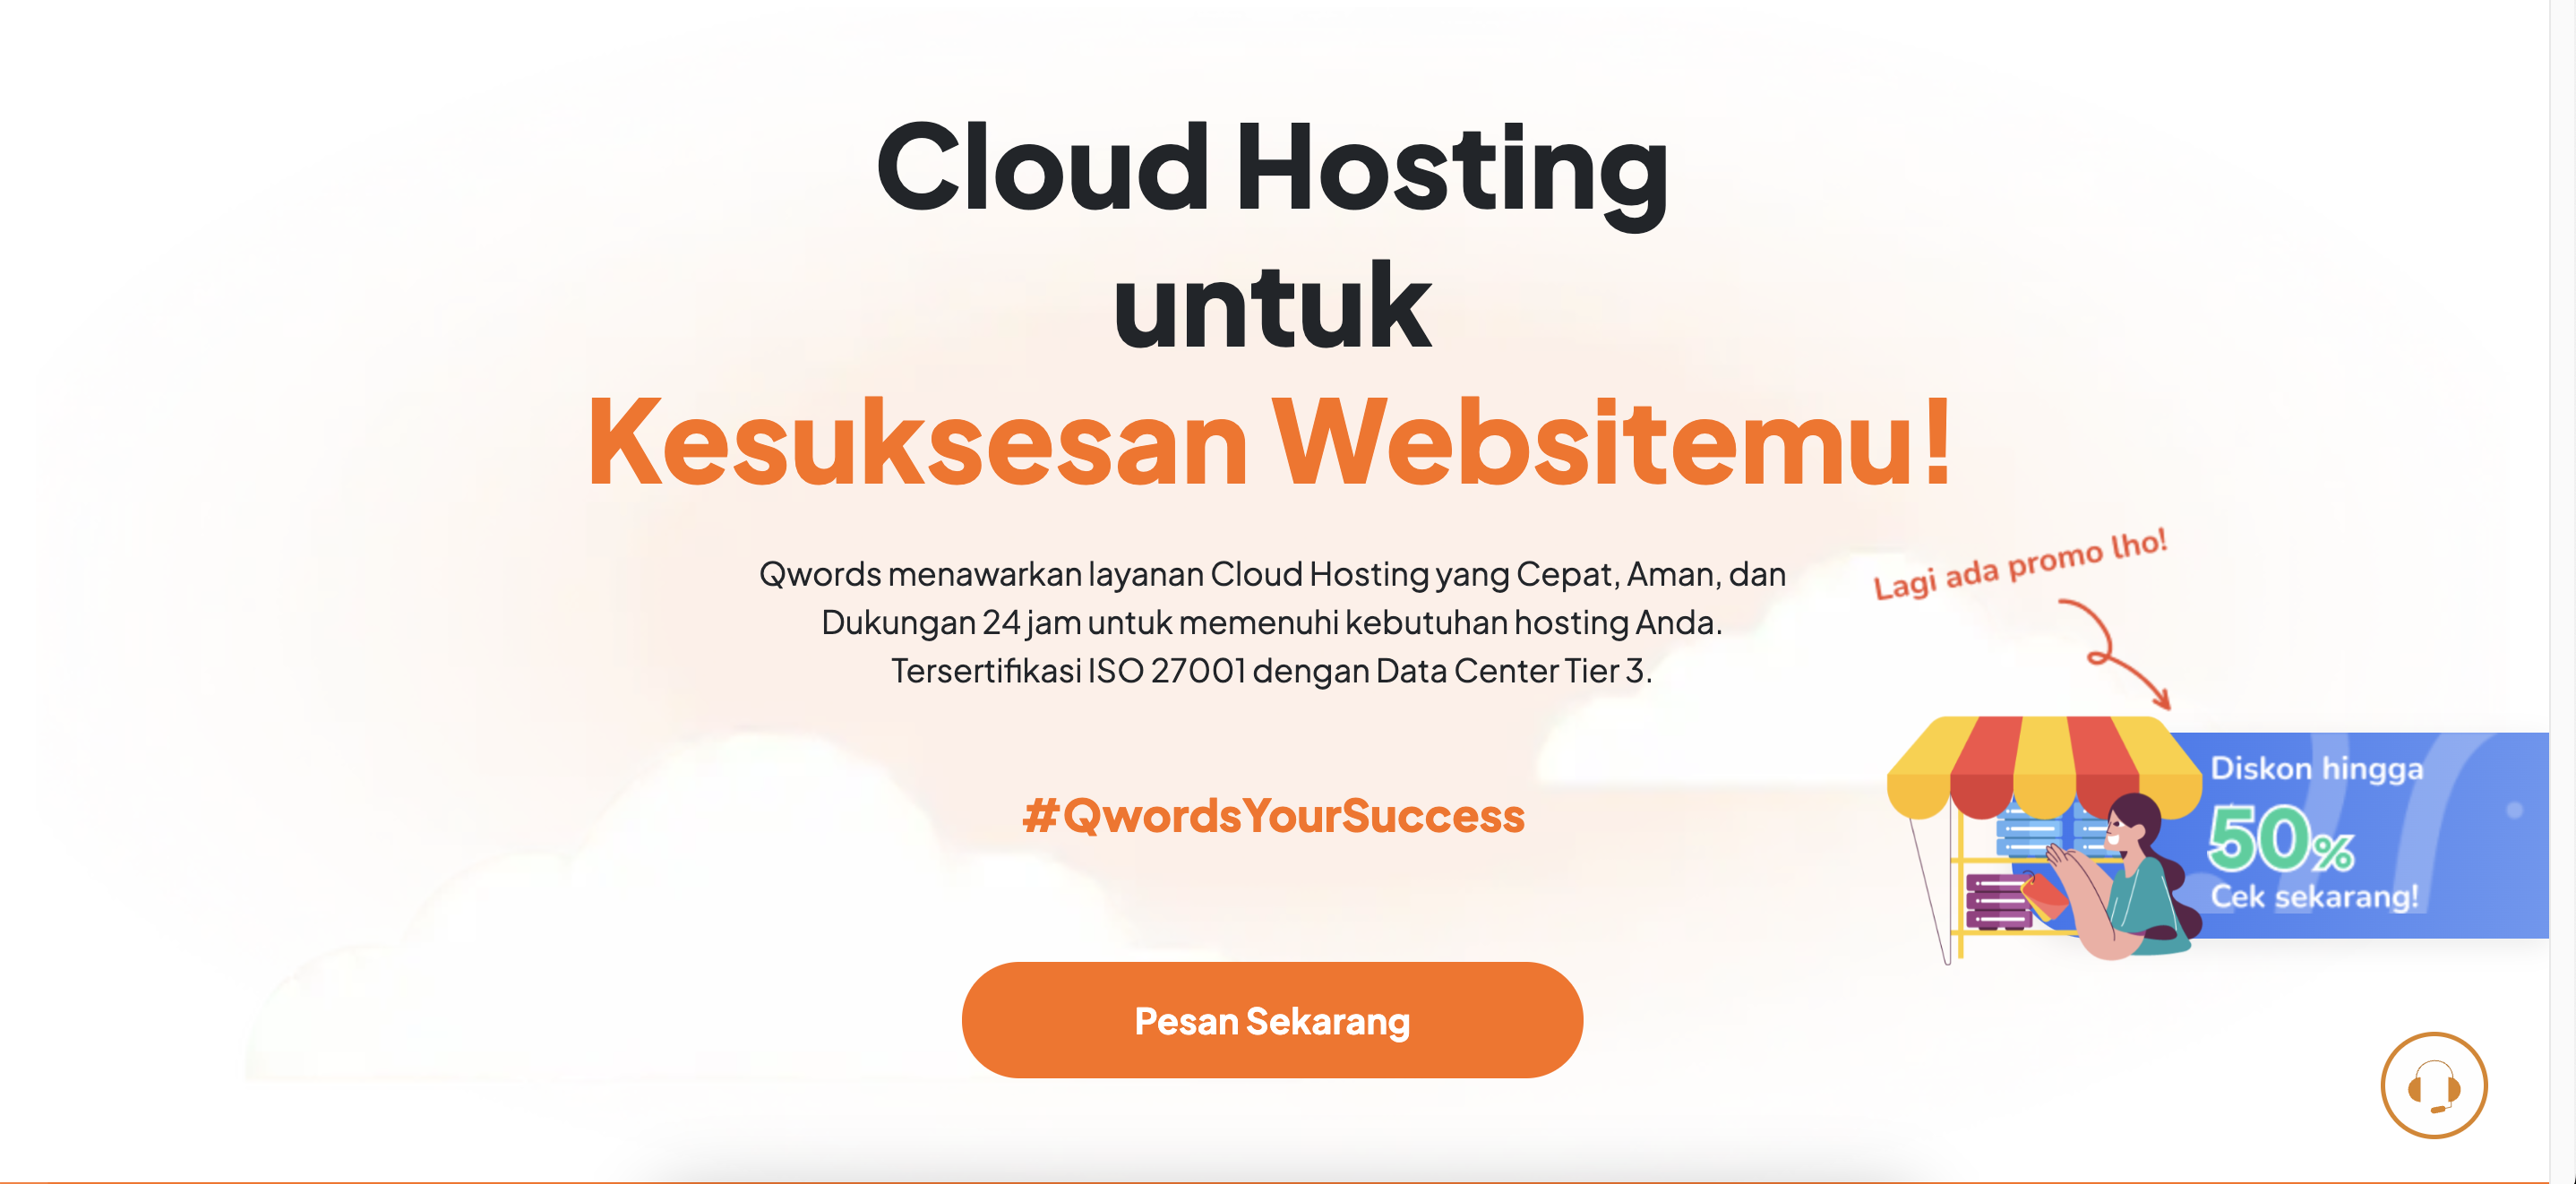 Cloud Hosting
untuk
Kesuksesan Websitemu!
Qwords menawarkan layanan Cloud Hosting yang Cepat, Aman, dan
Dukungan 24 jam untuk memenuhi kebutuhan hosting Anda.
Tersertifikasi ISO 27001 dengan Data Center Tier 3.
#QwordsYourSuccess
Pesan Sekarang
Lagi ada promo lho!
Diskon hingga
50%
Cek sekarang!